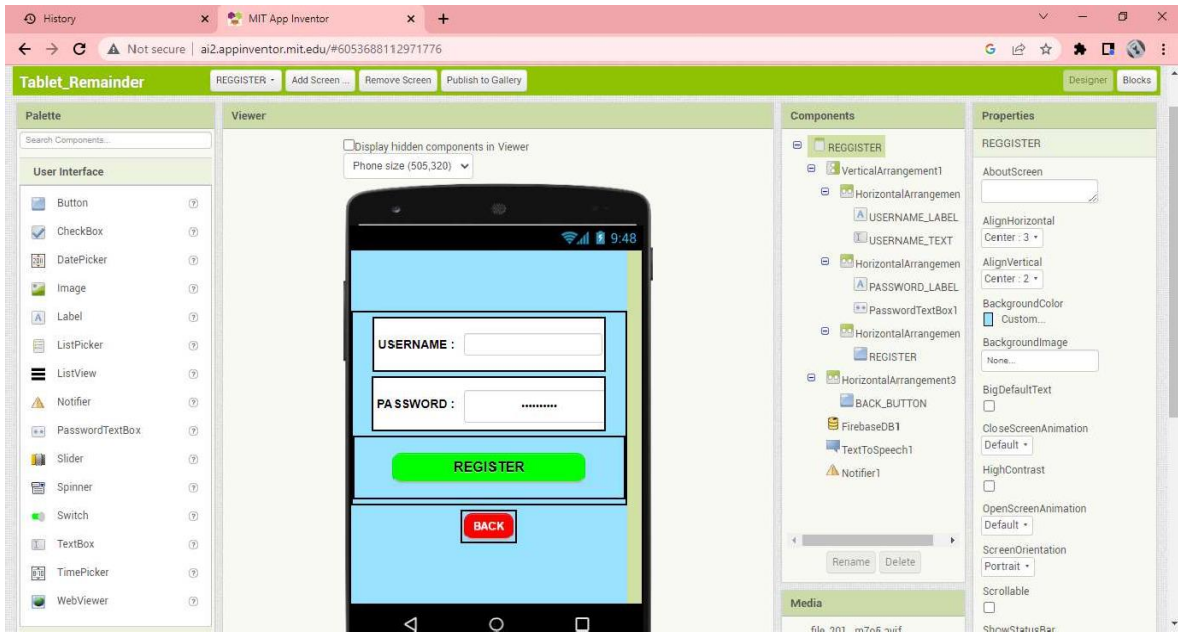 History
MIT App Inventor
Not secure | ai2.appinventor.mit.edu/#6053688112971776
Tablet_Remainder
REGGISTER
Add Screen ...
Remove Screen
Publish to Gallery
Designer
Blocks
Palette
Search Components...
User Interface
Button
CheckBox
DatePicker
Image
Label
ListPicker
ListView
Notifier
PasswordTextBox
Slider
Spinner
Switch
TextBox
TimePicker
WebViewer
Viewer
Display hidden components in Viewer
Phone size (505,320)
9:48
USERNAME :
PASSWORD :
REGISTER
BACK
Components
REGGISTER
VerticalArrangement1
HorizontalArrangemen
USERNAME_LABEL
USERNAME_TEXT
HorizontalArrangemen
PASSWORD_LABEL
PasswordTextBox1
HorizontalArrangemen
REGISTER
HorizontalArrangement3
BACK_BUTTON
FirebaseDB1
TextToSpeech1
Notifier1
Rename
Delete
Media
Properties
REGGISTER
AboutScreen
AlignHorizontal
Center : 3
AlignVertical
Center : 2
BackgroundColor
Custom...
BackgroundImage
None...
BigDefaultText
CloseScreenAnimation
Default
HighContrast
OpenScreenAnimation
Default
ScreenOrientation
Portrait
Scrollable
ShowStatusBar